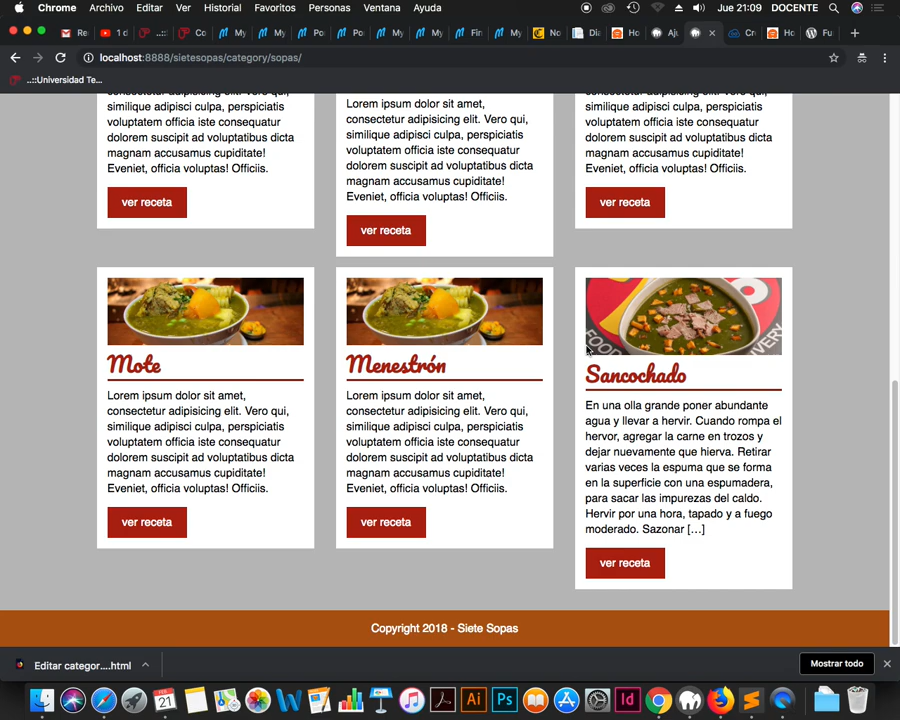 Chrome Archivo Editar Ver Historial Favoritos Personas Ventana Ayuda Jue 21:09 DOCENTE
localhost:8888/sietesopas/category/sopas/
..::Universidad Te...
similique adipisci culpa, perspiciatis
voluptatem officia iste consequatur
dolorem suscipit ad voluptatibus dicta
magnam accusamus cupiditate!
Eveniet, officia voluptas! Officiis.
ver receta
Lorem ipsum dolor sit amet,
consectetur adipisicing elit. Vero qui,
similique adipisci culpa, perspiciatis
voluptatem officia iste consequatur
dolorem suscipit ad voluptatibus dicta
magnam accusamus cupiditate!
Eveniet, officia voluptas! Officiis.
ver receta
similique adipisci culpa, perspiciatis
voluptatem officia iste consequatur
dolorem suscipit ad voluptatibus dicta
magnam accusamus cupiditate!
Eveniet, officia voluptas! Officiis.
ver receta
Mote
Lorem ipsum dolor sit amet,
consectetur adipisicing elit. Vero qui,
similique adipisci culpa, perspiciatis
voluptatem officia iste consequatur
dolorem suscipit ad voluptatibus dicta
magnam accusamus cupiditate!
Eveniet, officia voluptas! Officiis.
ver receta
Menestrón
Lorem ipsum dolor sit amet,
consectetur adipisicing elit. Vero qui,
similique adipisci culpa, perspiciatis
voluptatem officia iste consequatur
dolorem suscipit ad voluptatibus dicta
magnam accusamus cupiditate!
Eveniet, officia voluptas! Officiis.
ver receta
Sancochado
En una olla grande poner abundante
agua y llevar a hervir. Cuando rompa el
hervor, agregar la carne en trozos y
dejar nuevamente que hierva. Retirar
varias veces la espuma que se forma
en la superficie con una espumadera,
para sacar las impurezas del caldo.
Hervir por una hora, tapado y a fuego
moderado. Sazonar […]
ver receta
Copyright 2018 - Siete Sopas
Editar categor....html
Mostrar todo